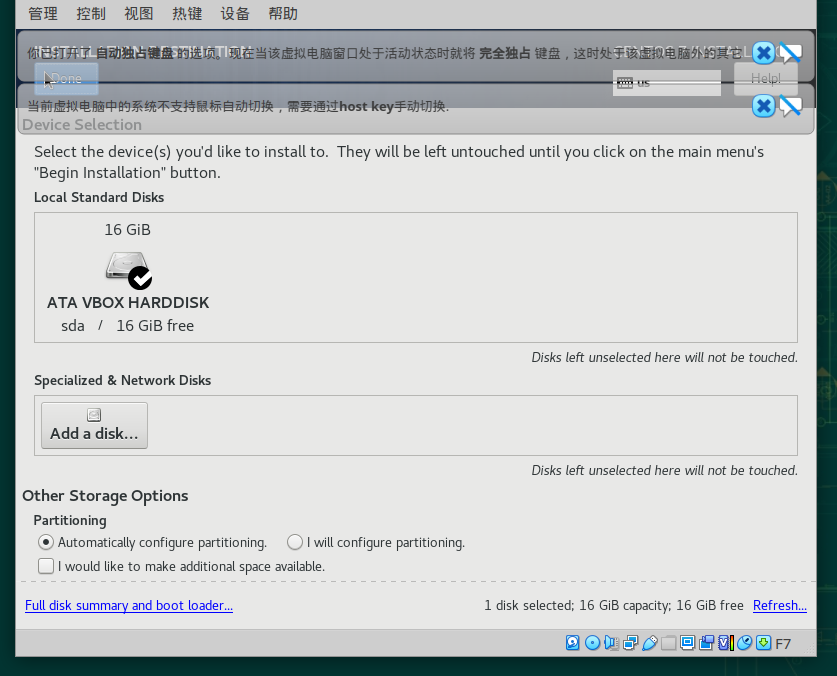 管理 控制 视图 热键 设备 帮助
INSTALLATION DESTINATION
你已打开了 自动独占键盘 的选项。现在当该虚拟电脑窗口处于活动状态时就将 完全独占 键盘，这时处于该虚拟电脑外的其它
Done
us
Help!
当前虚拟电脑中的系统不支持鼠标自动切换，需要通过host key手动切换.
Device Selection
Select the device(s) you'd like to install to. They will be left untouched until you click on the main menu's
"Begin Installation" button.
Local Standard Disks
16 GiB
ATA VBOX HARDDISK
sda / 16 GiB free
Disks left unselected here will not be touched.
Specialized & Network Disks
Add a disk...
Disks left unselected here will not be touched.
Other Storage Options
Partitioning
Automatically configure partitioning. I will configure partitioning.
I would like to make additional space available.
Full disk summary and boot loader... 1 disk selected; 16 GiB capacity; 16 GiB free Refresh...
F7